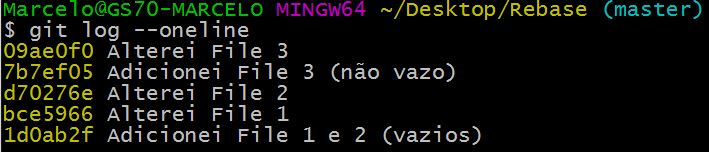 Marcelo@GS70-MARCELO MINGW64 ~/Desktop/Rebase (master)
$ git log --oneline
09ae0f0 Alterei File 3
7b7ef05 Adicionei File 3 (não vazo)
d70276e Alterei File 2
bce5966 Alterei File 1
1d0ab2f Adicionei File 1 e 2 (vazios)